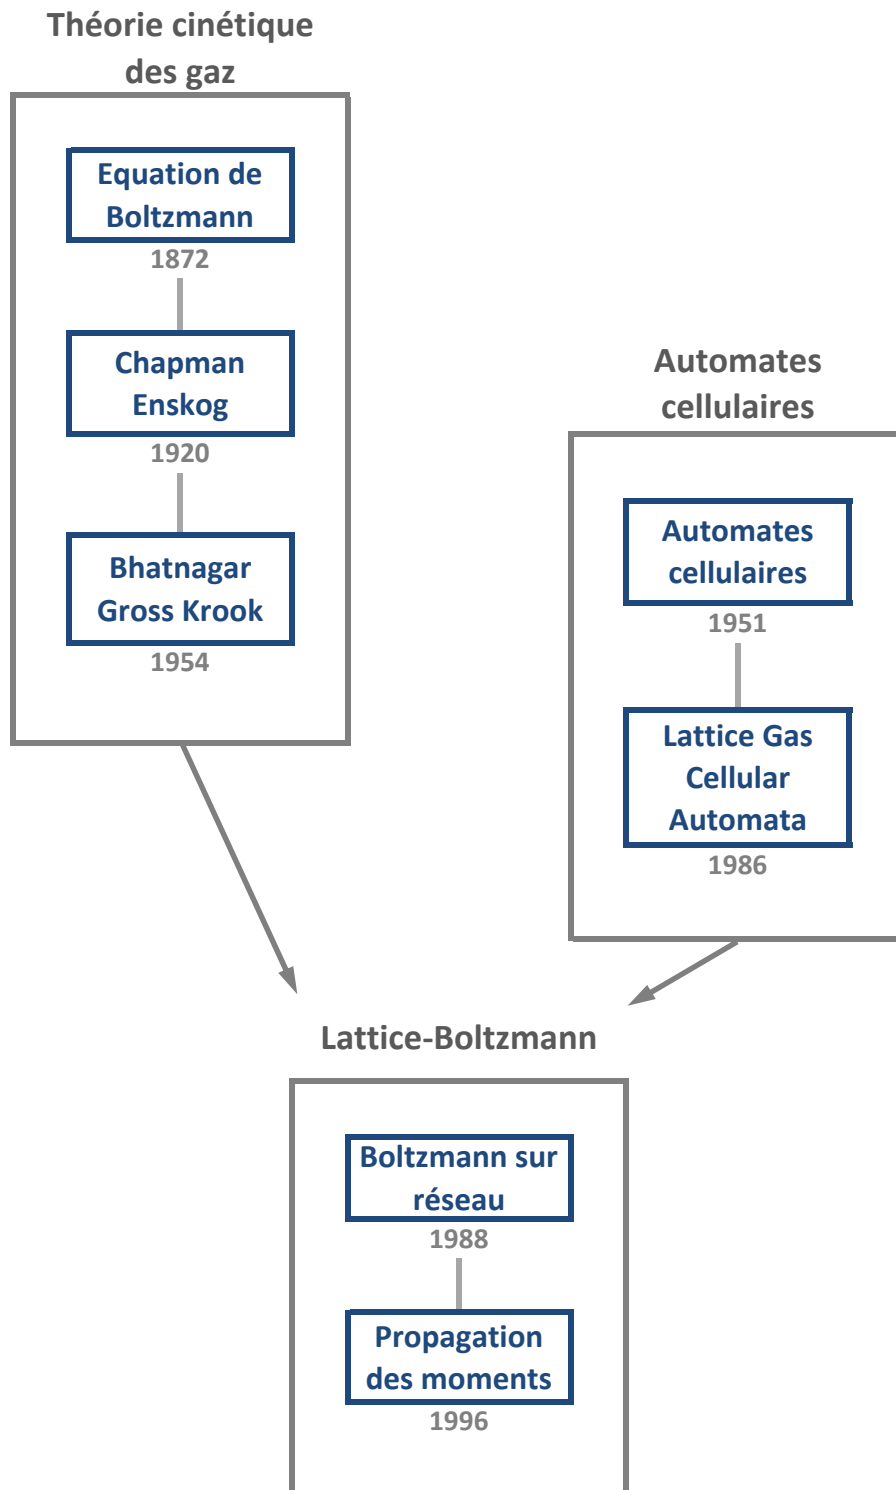 Théorie cinétique
des gaz
Equation de
Boltzmann
1872
Chapman
Enskog
1920
Bhatnagar
Gross Krook
1954
Automates
cellulaires
Automates
cellulaires
1951
Lattice Gas
Cellular
Automata
1986
Lattice-Boltzmann
Boltzmann sur
réseau
1988
Propagation
des moments
1996